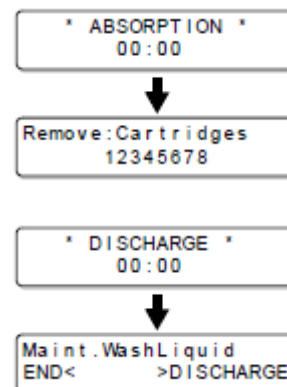 * ABSORPTION *
00:00
Remove:Cartridges
12345678
* DISCHARGE *
00:00
Maint.WashLiquid
END< >DISCHARGE